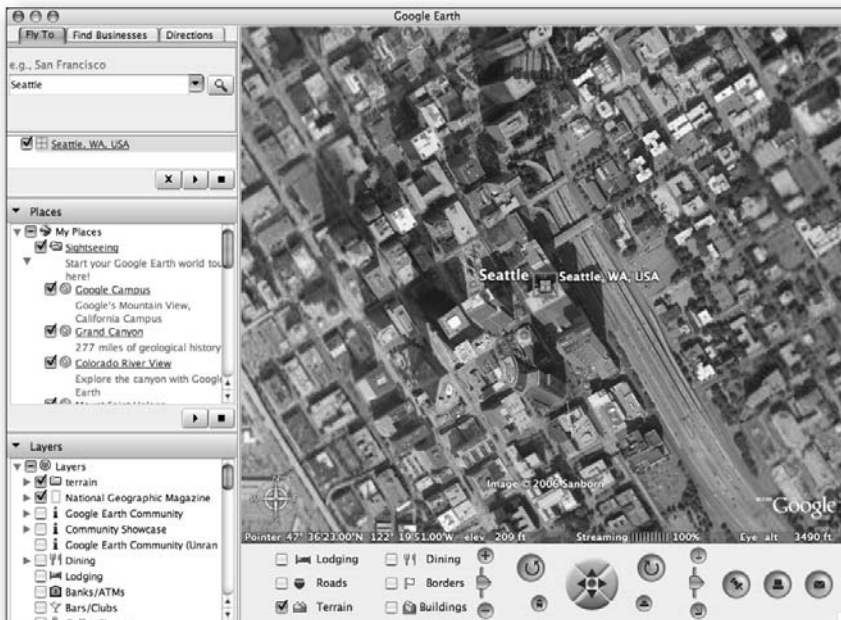 Google Earth
Fly To
Find Businesses
Directions
e.g., San Francisco
Seattle
Seattle, WA, USA
Places
My Places
Sightseeing
Start your Google Earth world tou
here!
Google Campus
Google's Mountain View,
California Campus
Grand Canyon
277 miles of geological history
Colorado River View
Explore the canyon with Googl
Earth
Layers
Layers
terrain
National Geographic Magazine
Google Earth Community
Community Showcase
Google Earth Community (Unran
Dining
Lodging
Banks/ATMs
Bars/Clubs
Seattle
Seattle, WA, USA
Image © 2006 Sanborn
Google
Pointer 47° 36'23.00"N 122° 19'51.00"W elev 209 ft Streaming 100% Eye alt 3490 ft
Lodging
Dining
Roads
Borders
Terrain
Buildings